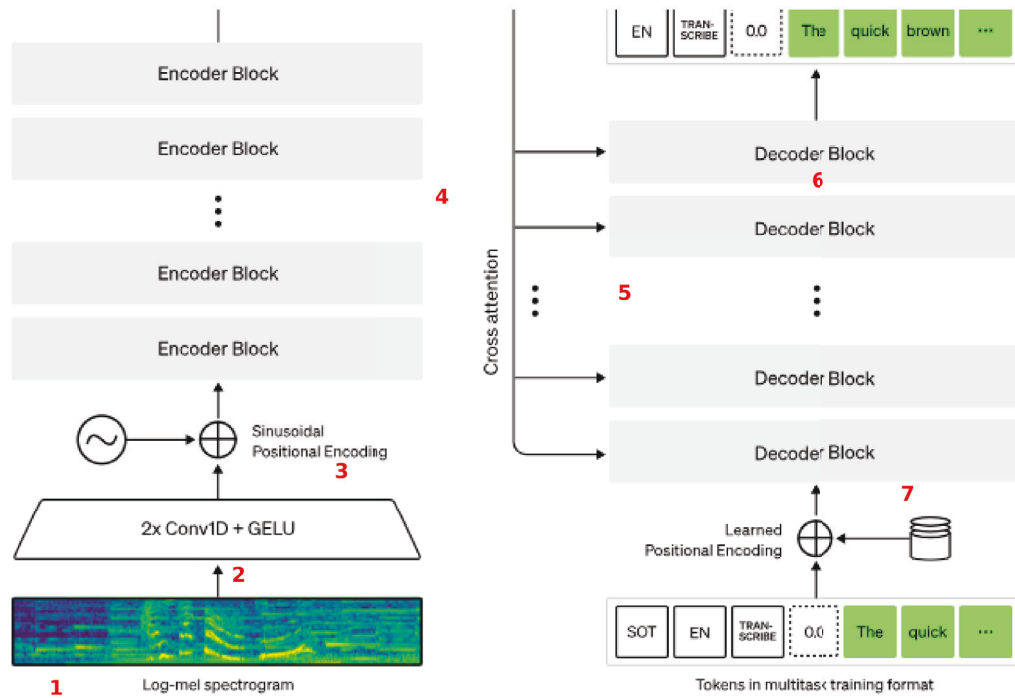 EN TRAN-SCRIBE 0.0 The quick brown ...
Encoder Block
Encoder Block
4
Encoder Block
Encoder Block
Sinusoidal
Positional Encoding
3
2x Conv1D + GELU
2
1
Log-mel spectrogram
Cross attention
Decoder Block
6
Decoder Block
5
Decoder Block
Decoder Block
7
Learned
Positional Encoding
SOT EN TRAN-SCRIBE 0.0 The quick ...
Tokens in multitask training format